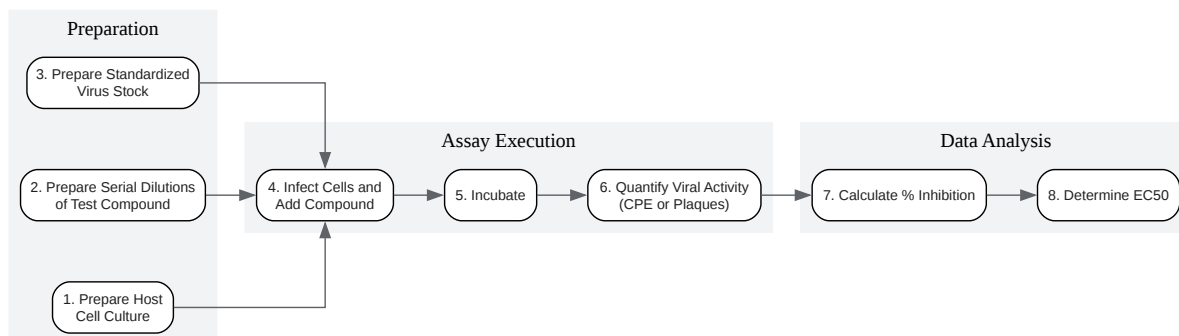 Preparation
3. Prepare Standardized
Virus Stock
2. Prepare Serial Dilutions
of Test Compound
1. Prepare Host
Cell Culture
Assay Execution
4. Infect Cells and
Add Compound
5. Incubate
6. Quantify Viral Activity
(CPE or Plaques)
Data Analysis
7. Calculate % Inhibition
8. Determine EC50